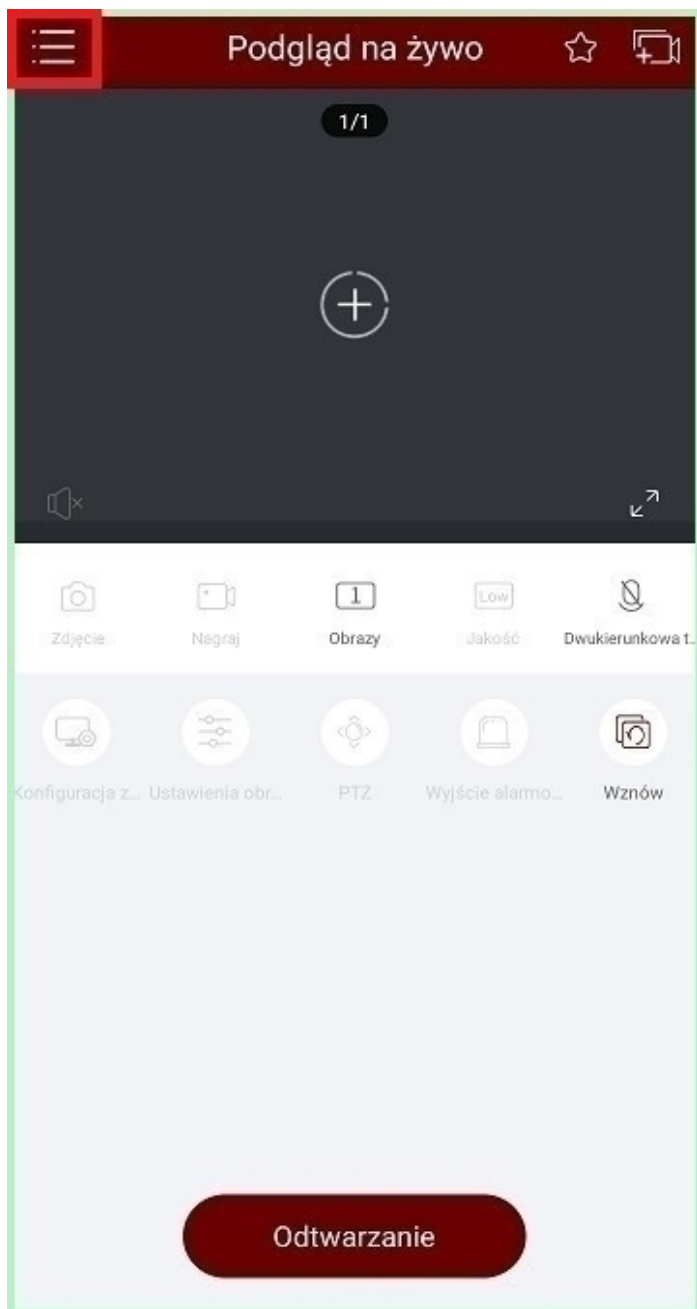 Podgląd na żywo
1/1
1
Low
Zdjęcie
Nagraj
Obrazy
Jakość
Dwukierunkowa t..
Konfiguracja z...
Ustawienia obr...
PTZ
Wyjście alarmo...
Wznów
Odtwarzanie